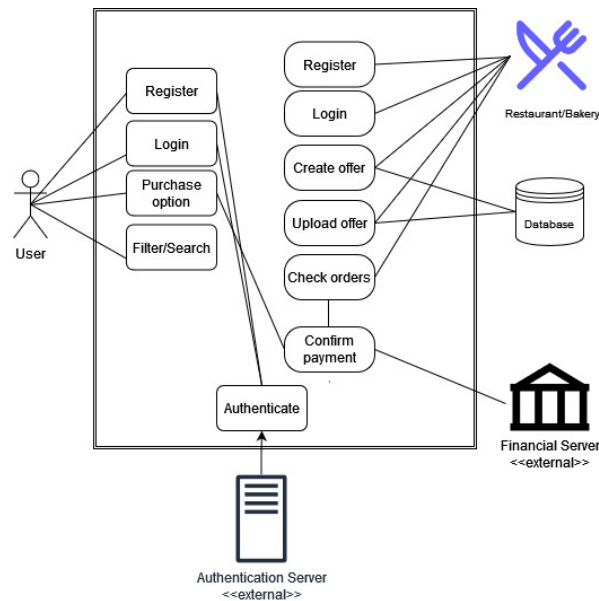 Register
Login
Purchase
option
Filter/Search
User
Register
Login
Create offer
Upload offer
Check orders
Confirm
payment
Authenticate
Restaurant/Bakery
Database
Financial Server
<<external>>
Authentication Server
<<external>>